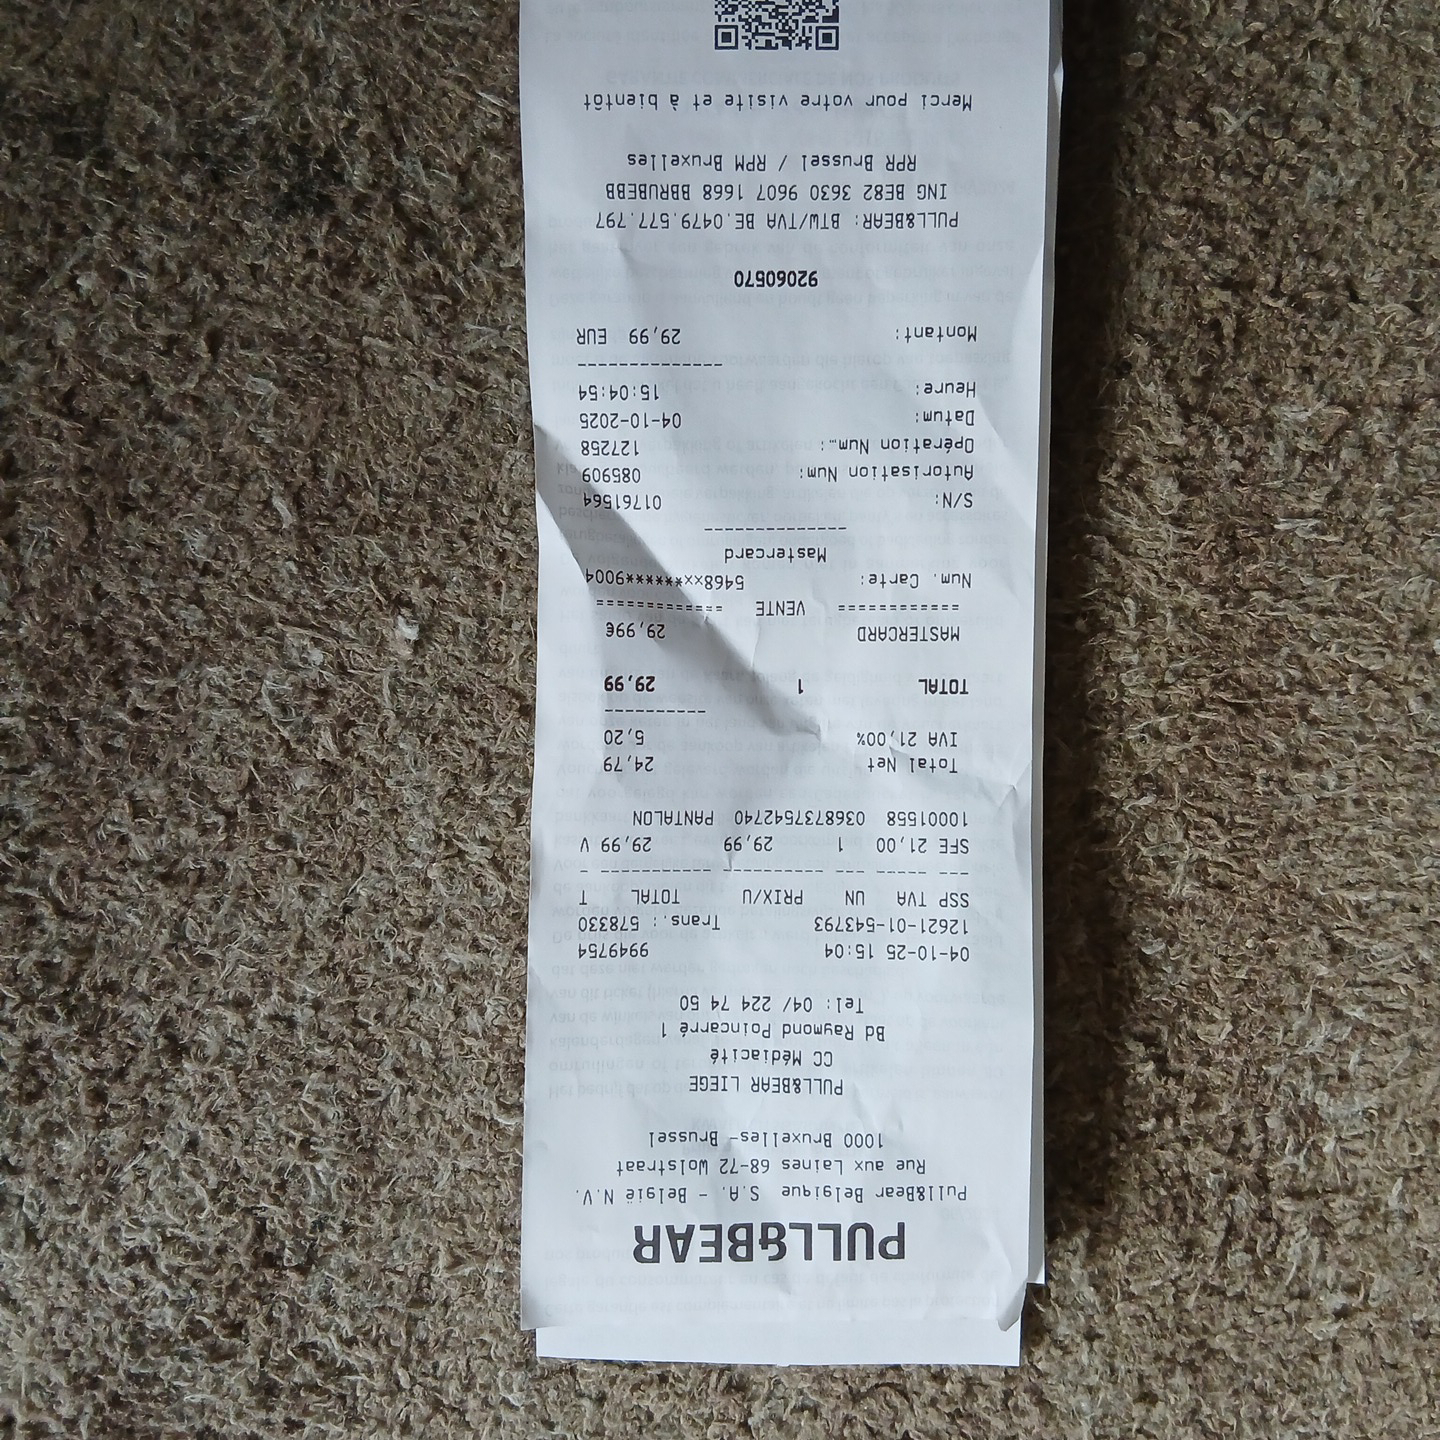 PULL&BEAR
Pull&Bear Belgique S.A. - België N.V.
Rue aux Laines 68-72 Wolstraat
1000 Bruxelles- Brussel
PULL&BEAR LIEGE
CC Médiacité
Bd Raymond Poincarré 1
Tel: 04/ 224 74 50
04-10-25 15:04 9949754
12621-01-543793 Trans.: 578330
SSP TVA UN PRIX/U TOTAL T
--- ----- -- ---------- ------------ -
SFE 21,00 1 29,99 29,99 V
10001558 0368737542740 PANTALON
Total Net 24,79
IVA 21,00% 5,20
----------
TOTAL 1 29,99
MASTERCARD 29,99€
============ VENTE ============
Num. Carte: 5468xx******9004
Mastercard
--------------
S/N: 01761564
Autorisation Num: 085909
Opération Num…: 127258
Datum: 04-10-2025
Heure: 15:04:54
--------------
Montant: 29,99 EUR
92060570
PULL&BEAR: BTW/TVA BE.0479.577.797
ING BE82 3630 9607 1668 BBRUBEBB
RPR Brussel / RPM Bruxelles
Merci pour votre visite et à bientôt